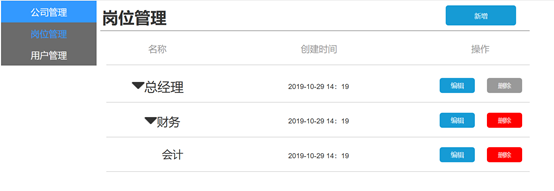 公司管理
岗位管理
用户管理
岗位管理
新增
名称 创建时间 操作
总经理 2019-10-29 14：19 编辑 删除
财务 2019-10-29 14：19 编辑 删除
会计 2019-10-29 14：19 编辑 删除